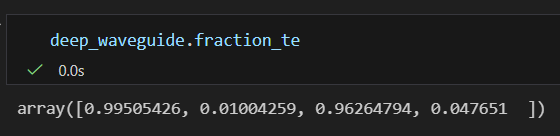 deep_waveguide.fraction_te
0.0s
array([0.99505426, 0.01004259, 0.96264794, 0.047651  ])